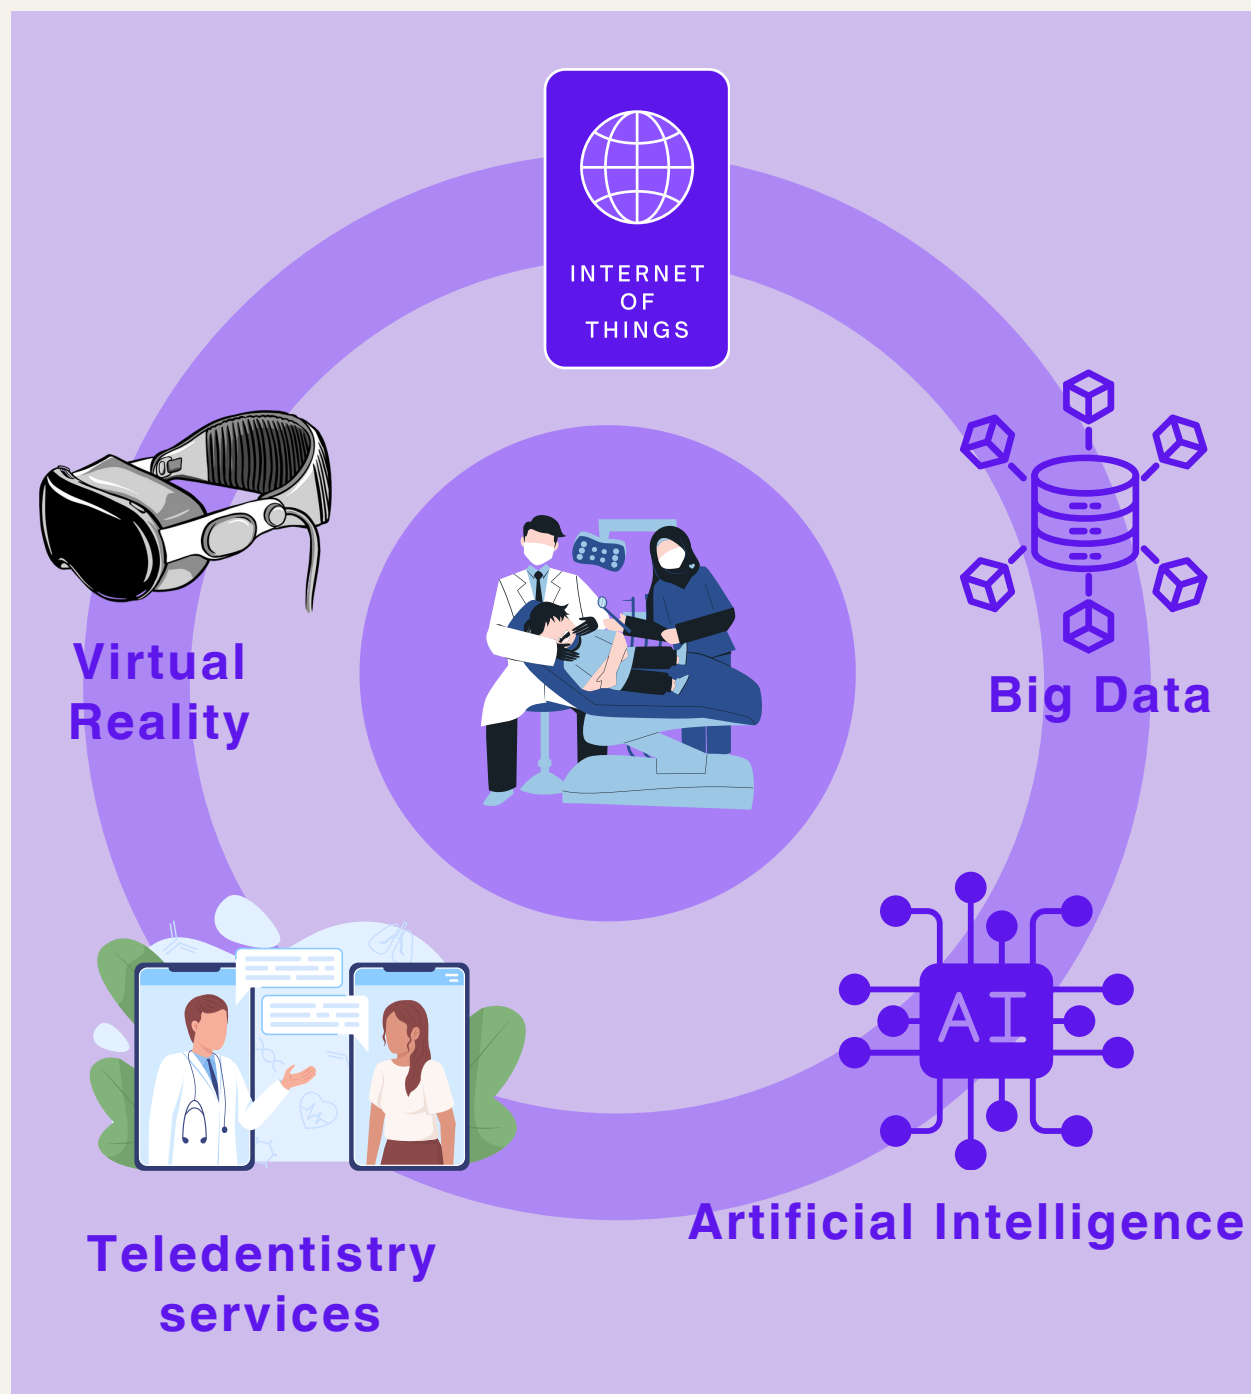 INTERNET
OF
THINGS
Virtual
Reality
Big Data
AI
Artificial Intelligence
Teledentistry
services